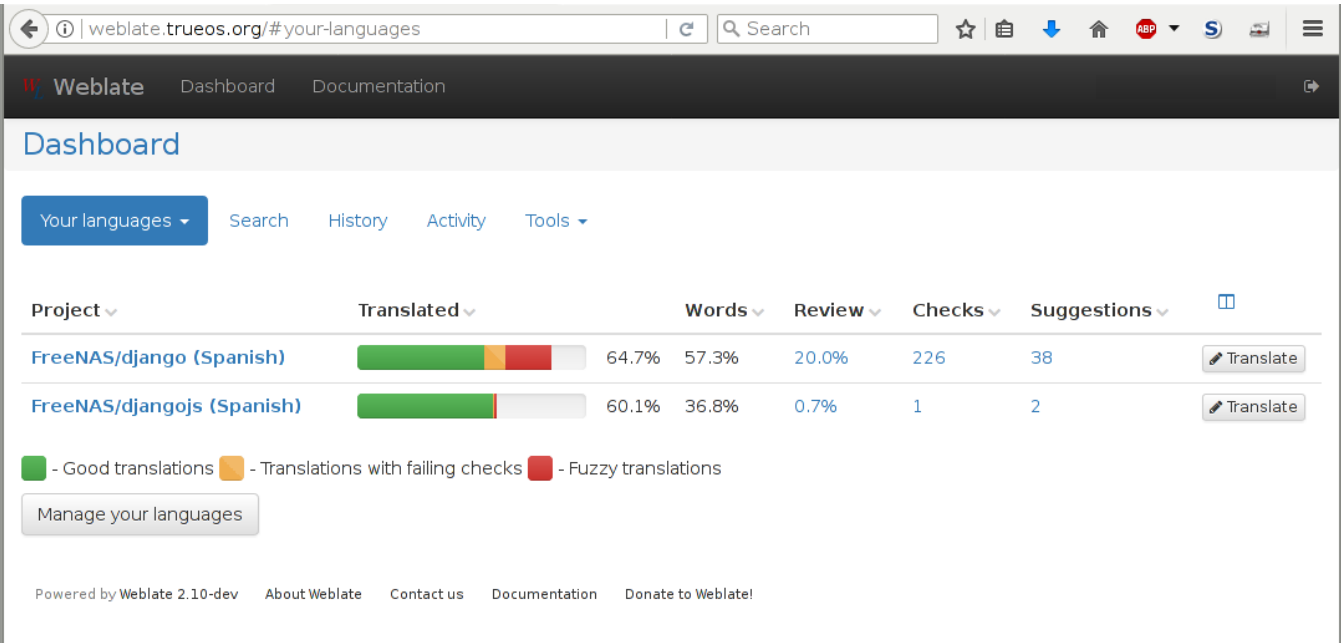 weblate.trueos.org/#your-languages Search ABP S
Weblate Dashboard Documentation
Dashboard
Your languages Search History Activity Tools
Project Translated Words Review Checks Suggestions
FreeNAS/django (Spanish) 64.7% 57.3% 20.0% 226 38 Translate
FreeNAS/djangojs (Spanish) 60.1% 36.8% 0.7% 1 2 Translate
- Good translations - Translations with failing checks - Fuzzy translations
Manage your languages
Powered by Weblate 2.10-dev About Weblate Contact us Documentation Donate to Weblate!